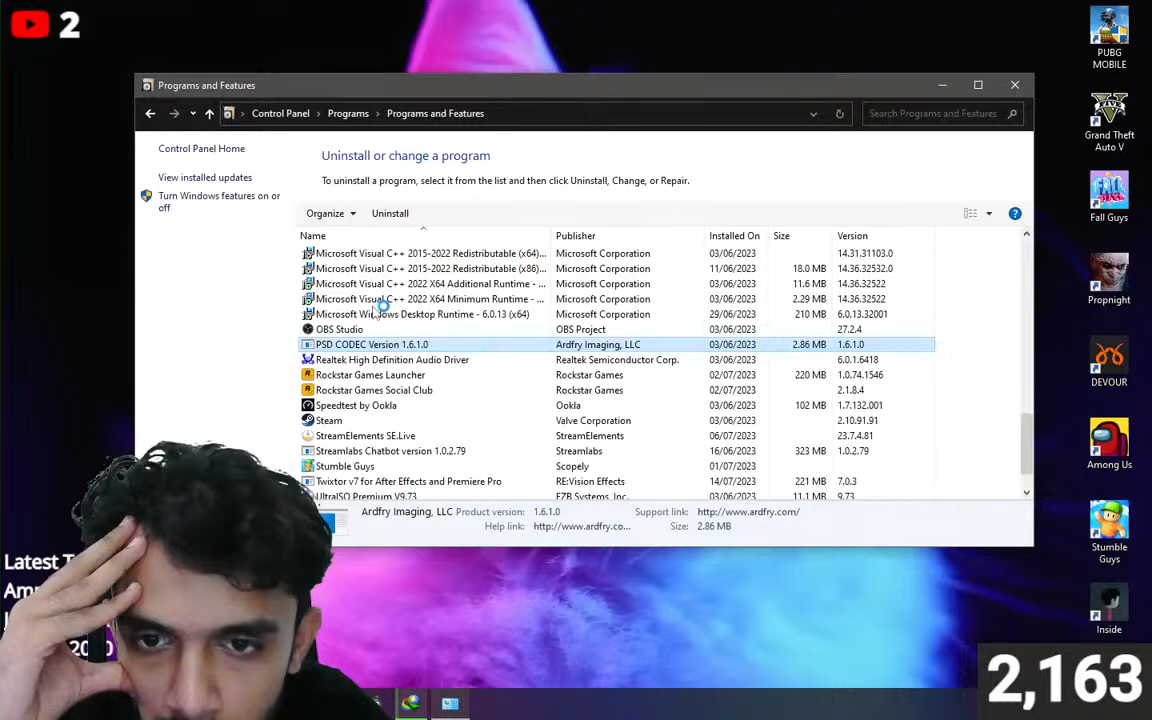 2
PUBG
MOBILE
Programs and Features
Control Panel
Programs
Programs and Features
Search Programs and Features
Grand Theft
Auto V
Control Panel Home
View installed updates
Turn Windows features on or
off
Uninstall or change a program
To uninstall a program, select it from the list and then click Uninstall, Change, or Repair.
Fall Guys
Organize
Uninstall
Name Publisher Installed On Size Version
Microsoft Visual C++ 2015-2022 Redistributable (x64)... Microsoft Corporation 03/06/2023 14.31.31103.0
Microsoft Visual C++ 2015-2022 Redistributable (x86)... Microsoft Corporation 11/06/2023 18.0 MB 14.36.32532.0
Microsoft Visual C++ 2022 X64 Additional Runtime - ... Microsoft Corporation 03/06/2023 11.6 MB 14.36.32522
Microsoft Visual C++ 2022 X64 Minimum Runtime - ... Microsoft Corporation 03/06/2023 2.29 MB 14.36.32522
Microsoft Windows Desktop Runtime - 6.0.13 (x64) Microsoft Corporation 29/06/2023 210 MB 6.0.13.32001
OBS Studio OBS Project 03/06/2023 27.2.4
PSD CODEC Version 1.6.1.0 Ardfry Imaging, LLC 03/06/2023 2.86 MB 1.6.1.0
Realtek High Definition Audio Driver Realtek Semiconductor Corp. 03/06/2023 6.0.1.6418
Rockstar Games Launcher Rockstar Games 02/07/2023 220 MB 1.0.74.1546
Rockstar Games Social Club Rockstar Games 02/07/2023 2.1.8.4
Speedtest by Ookla Ookla 03/06/2023 102 MB 1.7.132.001
Steam Valve Corporation 03/06/2023 2.10.91.91
StreamElements SE.Live StreamElements 06/07/2023 23.7.4.81
Streamlabs Chatbot version 1.0.2.79 Streamlabs 16/06/2023 323 MB 1.0.2.79
Stumble Guys Scopely 01/07/2023
Twixtor v7 for After Effects and Premiere Pro RE:Vision Effects 14/07/2023 221 MB 7.0.3
UltraISO Premium V9.73 EZB Systems, Inc. 03/06/2023 11.1 MB 9.73
Ardfry Imaging, LLC Product version: 1.6.1.0 Support link: http://www.ardfry.com/
Help link: http://www.ardfry.co... Size: 2.86 MB
Propnight
DEVOUR
Among Us
Stumble
Guys
Inside
Latest
2,163